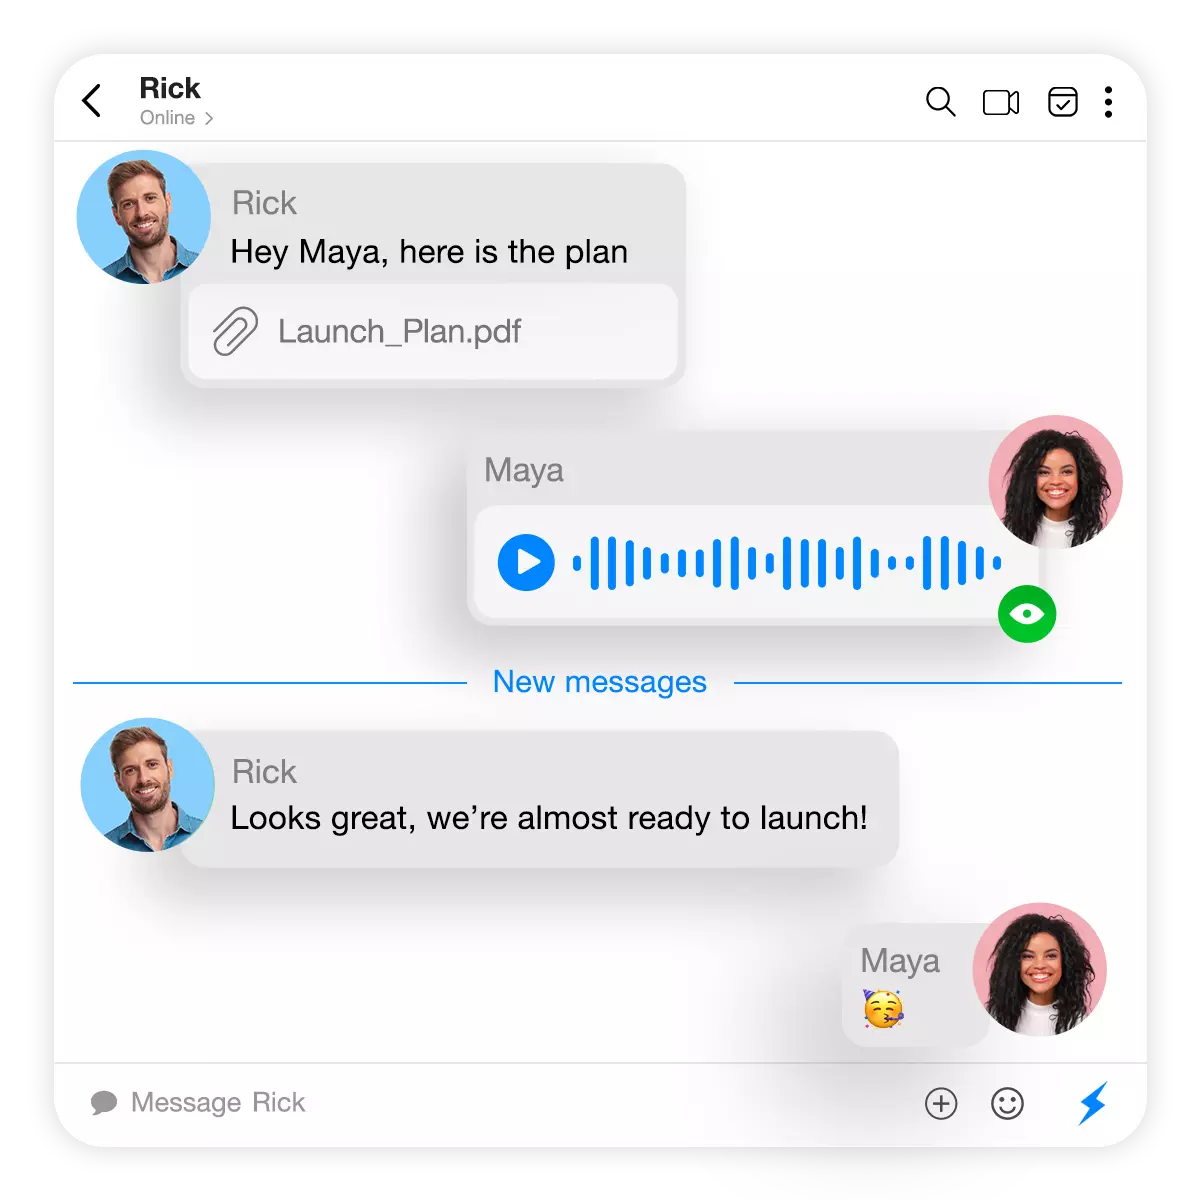 Rick
Online
Rick
Hey Maya, here is the plan
Launch_Plan.pdf
Maya
New messages
Rick
Looks great, we’re almost ready to launch!
Maya
🥳
Message Rick